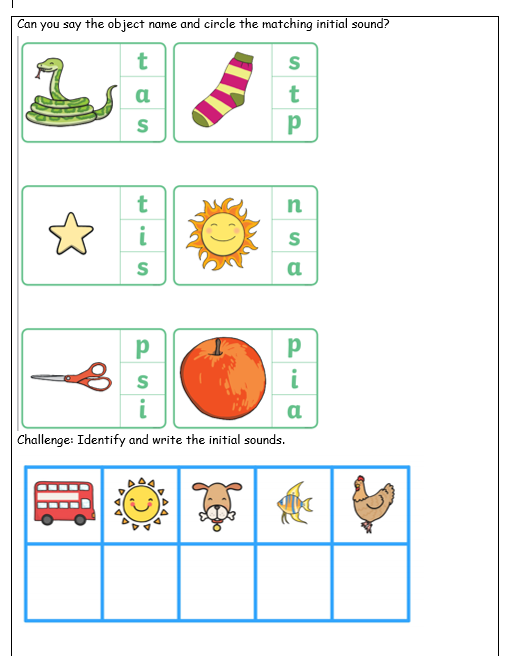 Can you say the object name and circle the matching initial sound?
t
a
s
s
t
p
t
i
s
n
s
a
p
s
i
p
i
a
Challenge: Identify and write the initial sounds.